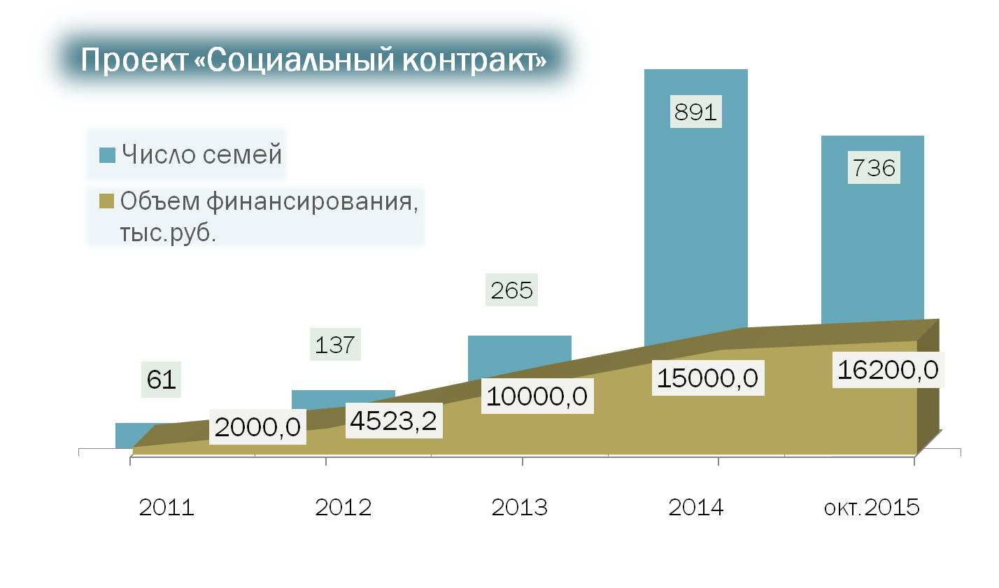 Проект «Социальный контракт»
Число семей
Объем финансирования,
тыс.руб.
891
736
265
137
61
16200,0
15000,0
10000,0
4523,2
2000,0
2011
2012
2013
2014
окт.2015